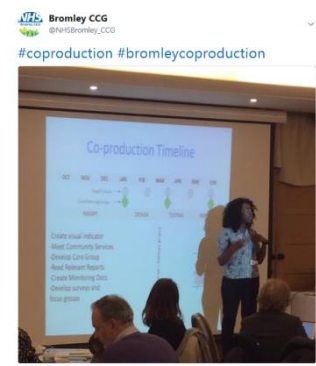 NHS
Bromley CCG
@NHSBromley_CCG
#coproduction #bromleycoproduction
Co-production Timeline
OCT NOV DEC JAN FEB MAR APR MAY JUN
INSIGHT DESIGN TESTING
-Create visual indicator
-Meet Community Services
-Develop Core Group
-Read Relevant Reports
-Create Monitoring Docs
-Develop surveys and
focus groups